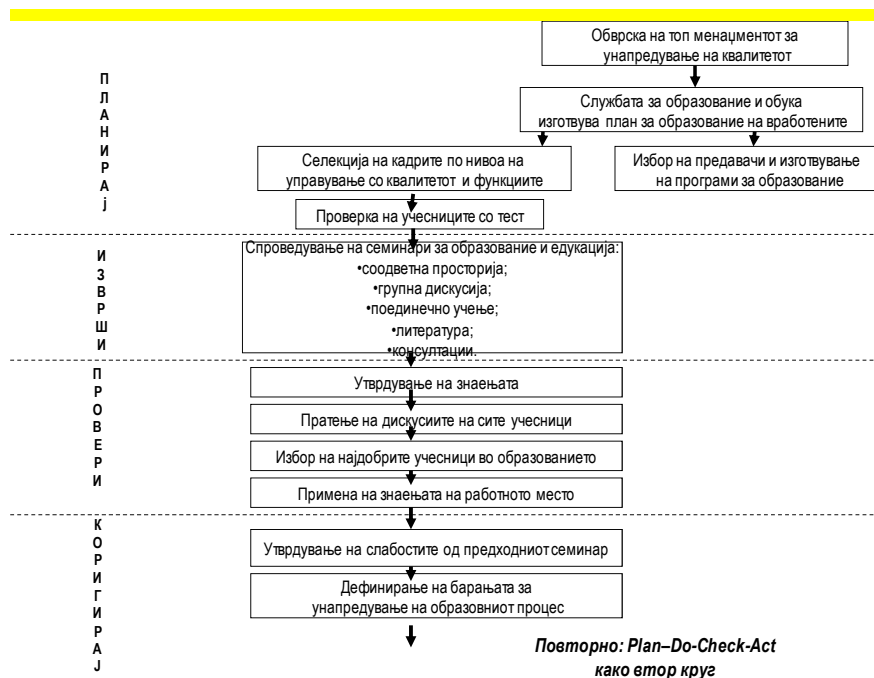 Обврска на топ менаџментот за
унапредување на квалитетот
ПЛАНИРАј
Службата за образование и обука
изготвува план за образование на вработените
Селекција на кадрите по нивоа на
управување со квалитетот и функциите
Избор на предавачи и изготвување
на програми за образование
Проверка на учесниците со тест
ИЗВРШИ
Спроведување на семинари за образование и едукација:
•соодветна просторија;
•групна дискусија;
•поединечно учење;
•литература;
•консултации.
ПРОВЕРИ
Утврдување на знаењата
Пратење на дискусиите на сите учесници
Избор на најдобрите учесници во образованието
Примена на знаењата на работното место
КОРИГИРАЈ
Утврдување на слабостите од предходниот семинар
Дефинирање на барањата за
унапредување на образовниот процес
Повторно: Plan–Do-Check-Act
како втор круг